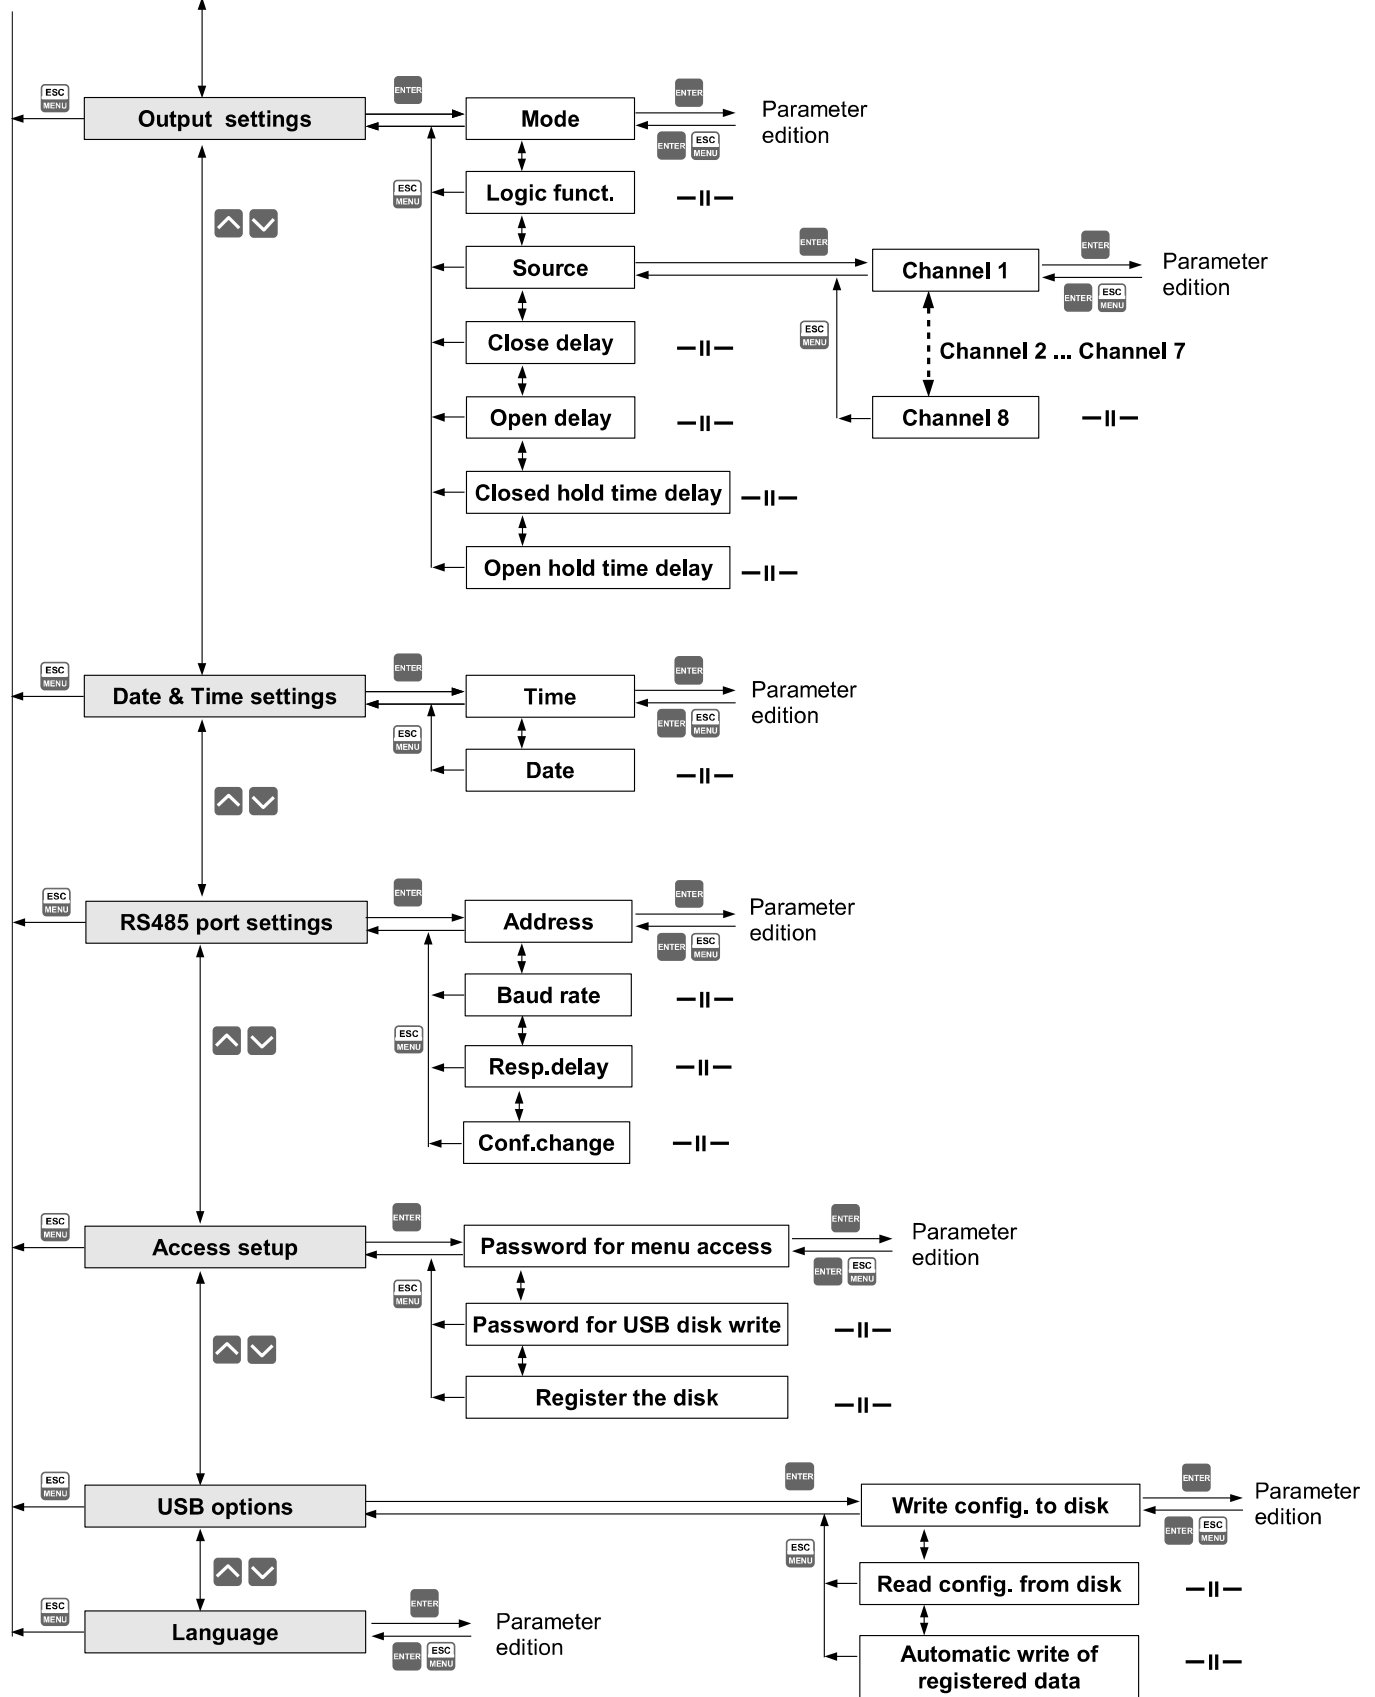 ESC
MENU
Output settings
ENTER
Mode
ENTER
ENTER
ESC
MENU
Parameter
edition
ESC
MENU
Logic funct.
—II—
Source
ENTER
Channel 1
ENTER
ENTER
ESC
MENU
Parameter
edition
Close delay
—II—
ESC
MENU
Channel 2 ... Channel 7
Open delay
—II—
Channel 8
—II—
Closed hold time delay
—II—
Open hold time delay
—II—
ESC
MENU
Date & Time settings
ENTER
Time
ENTER
ENTER
ESC
MENU
Parameter
edition
ESC
MENU
Date
—II—
ESC
MENU
RS485 port settings
ENTER
Address
ENTER
ENTER
ESC
MENU
Parameter
edition
Baud rate
—II—
ESC
MENU
Resp.delay
—II—
Conf.change
—II—
ESC
MENU
Access setup
ENTER
Password for menu access
ENTER
ENTER
ESC
MENU
Parameter
edition
ESC
MENU
Password for USB disk write
—II—
Register the disk
—II—
ESC
MENU
USB options
ENTER
Write config. to disk
ENTER
ENTER
ESC
MENU
Parameter
edition
ESC
MENU
Read config. from disk
—II—
ESC
MENU
Language
ENTER
ENTER
ESC
MENU
Parameter
edition
Automatic write of
registered data
—II—